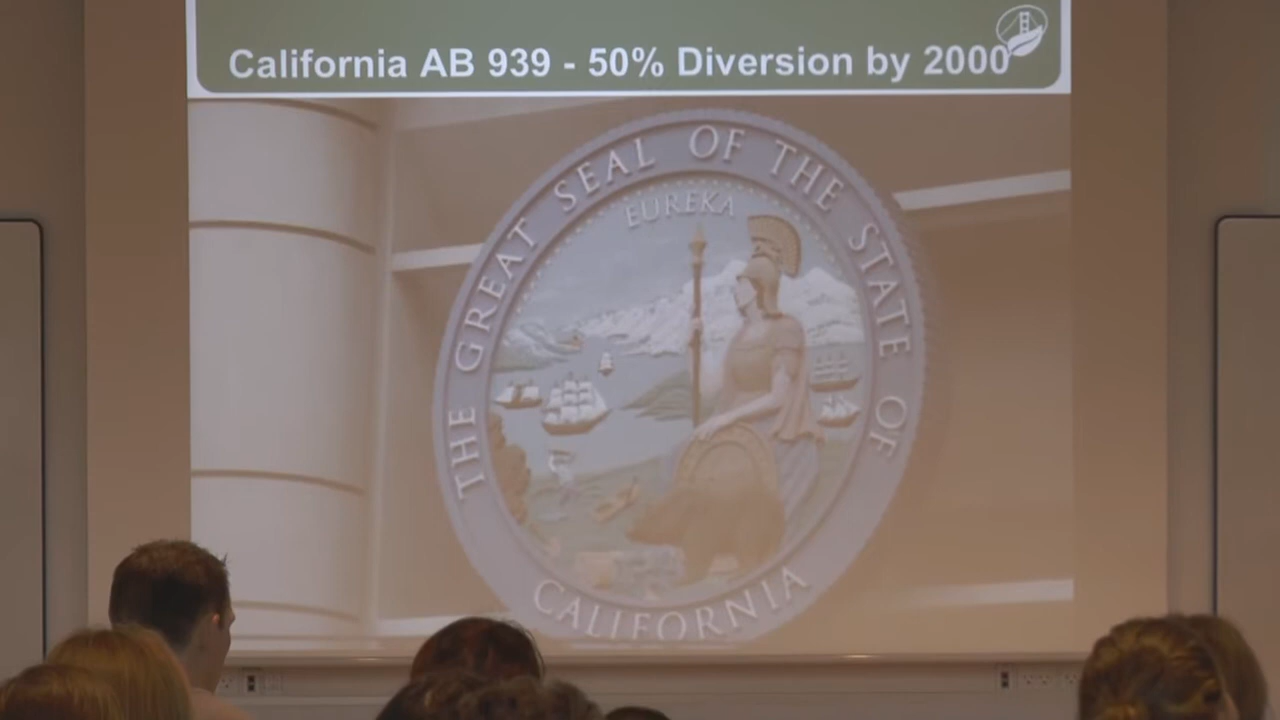 California AB 939 - 50% Diversion by 2000
THE GREAT SEAL OF THE STATE OF CALIFORNIA
EUREKA